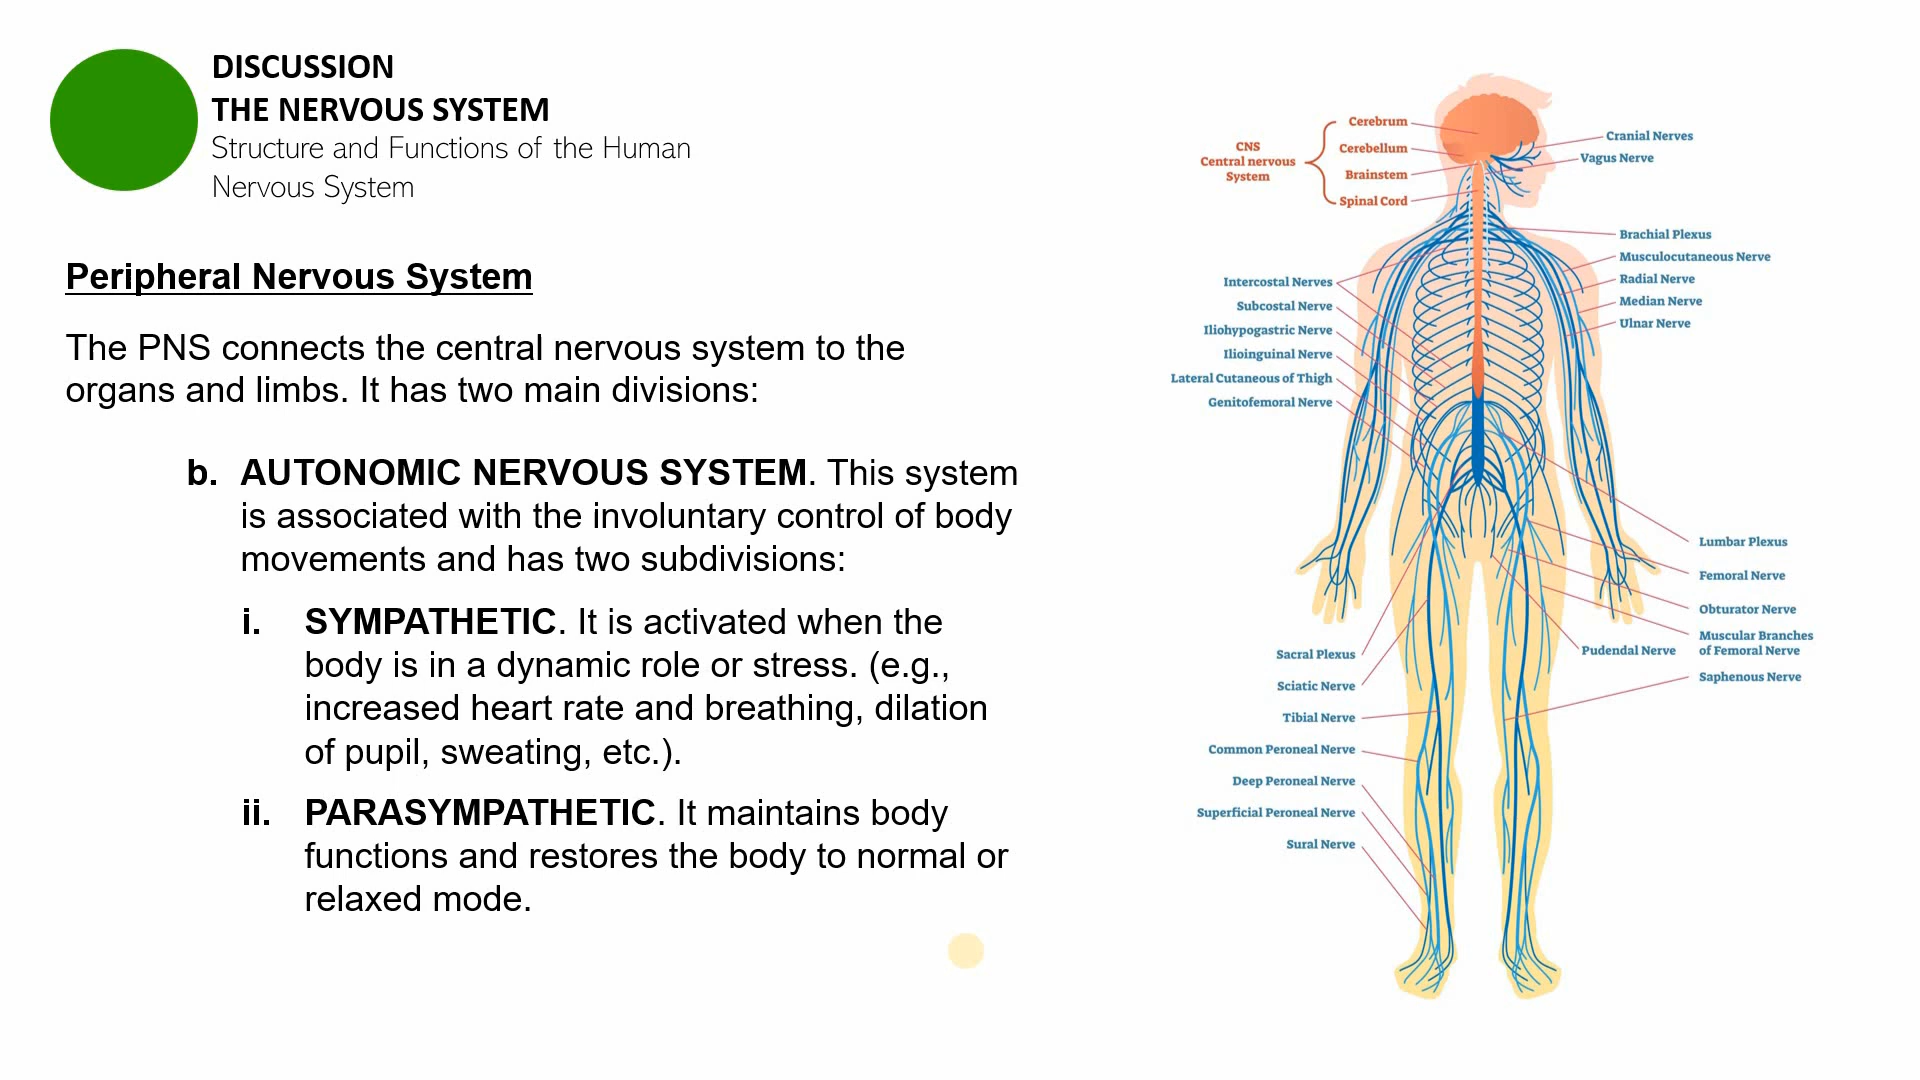 DISCUSSION
THE NERVOUS SYSTEM
Structure and Functions of the Human
Nervous System
Peripheral Nervous System
The PNS connects the central nervous system to the
organs and limbs. It has two main divisions:
b. AUTONOMIC NERVOUS SYSTEM. This system
is associated with the involuntary control of body
movements and has two subdivisions:
i. SYMPATHETIC. It is activated when the
body is in a dynamic role or stress. (e.g.,
increased heart rate and breathing, dilation
of pupil, sweating, etc.).
ii. PARASYMPATHETIC. It maintains body
functions and restores the body to normal or
relaxed mode.
CNS
Central nervous
System
Cerebrum
Cerebellum
Brainstem
Spinal Cord
Cranial Nerves
Vagus Nerve
Brachial Plexus
Musculocutaneous Nerve
Radial Nerve
Median Nerve
Ulnar Nerve
Intercostal Nerves
Subcostal Nerve
Iliohypogastric Nerve
Ilioinguinal Nerve
Lateral Cutaneous of Thigh
Genitofemoral Nerve
Lumbar Plexus
Femoral Nerve
Obturator Nerve
Muscular Branches
of Femoral Nerve
Pudendal Nerve
Saphenous Nerve
Sacral Plexus
Sciatic Nerve
Tibial Nerve
Common Peroneal Nerve
Deep Peroneal Nerve
Superficial Peroneal Nerve
Sural Nerve